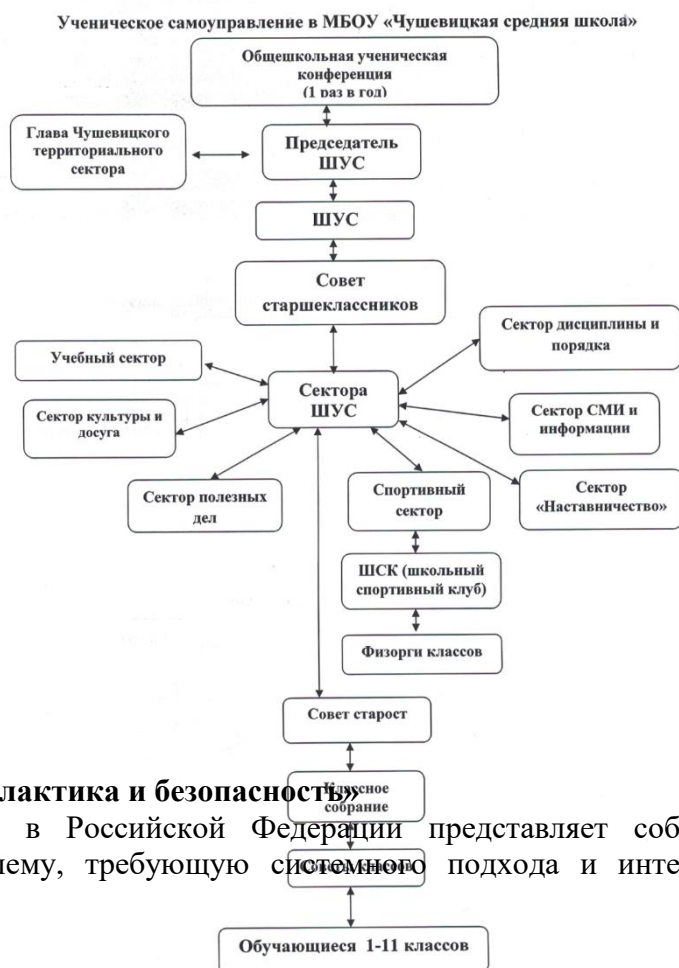 Ученическое самоуправление в МБОУ «Чушевицкая средняя школа»
Общешкольная ученическая
конференция
(1 раз в год)
Глава Чушевицкого
территориального
сектора
Председатель
ШУС
ШУС
Совет
старшеклассников
Учебный сектор
Сектор дисциплины и
порядка
Сектора
ШУС
Сектор культуры и
досуга
Сектор СМИ и
информации
Сектор полезных
дел
Спортивный
сектор
Сектор
«Наставничество»
ШСК (школьный
спортивный клуб)
Физорги классов
Совет старост
Классное
собрание
лактика и безопасность»
в Российской Федерации представляет соб
лему, требующую системного подхода и инте
классов
Обучающиеся 1-11 классов